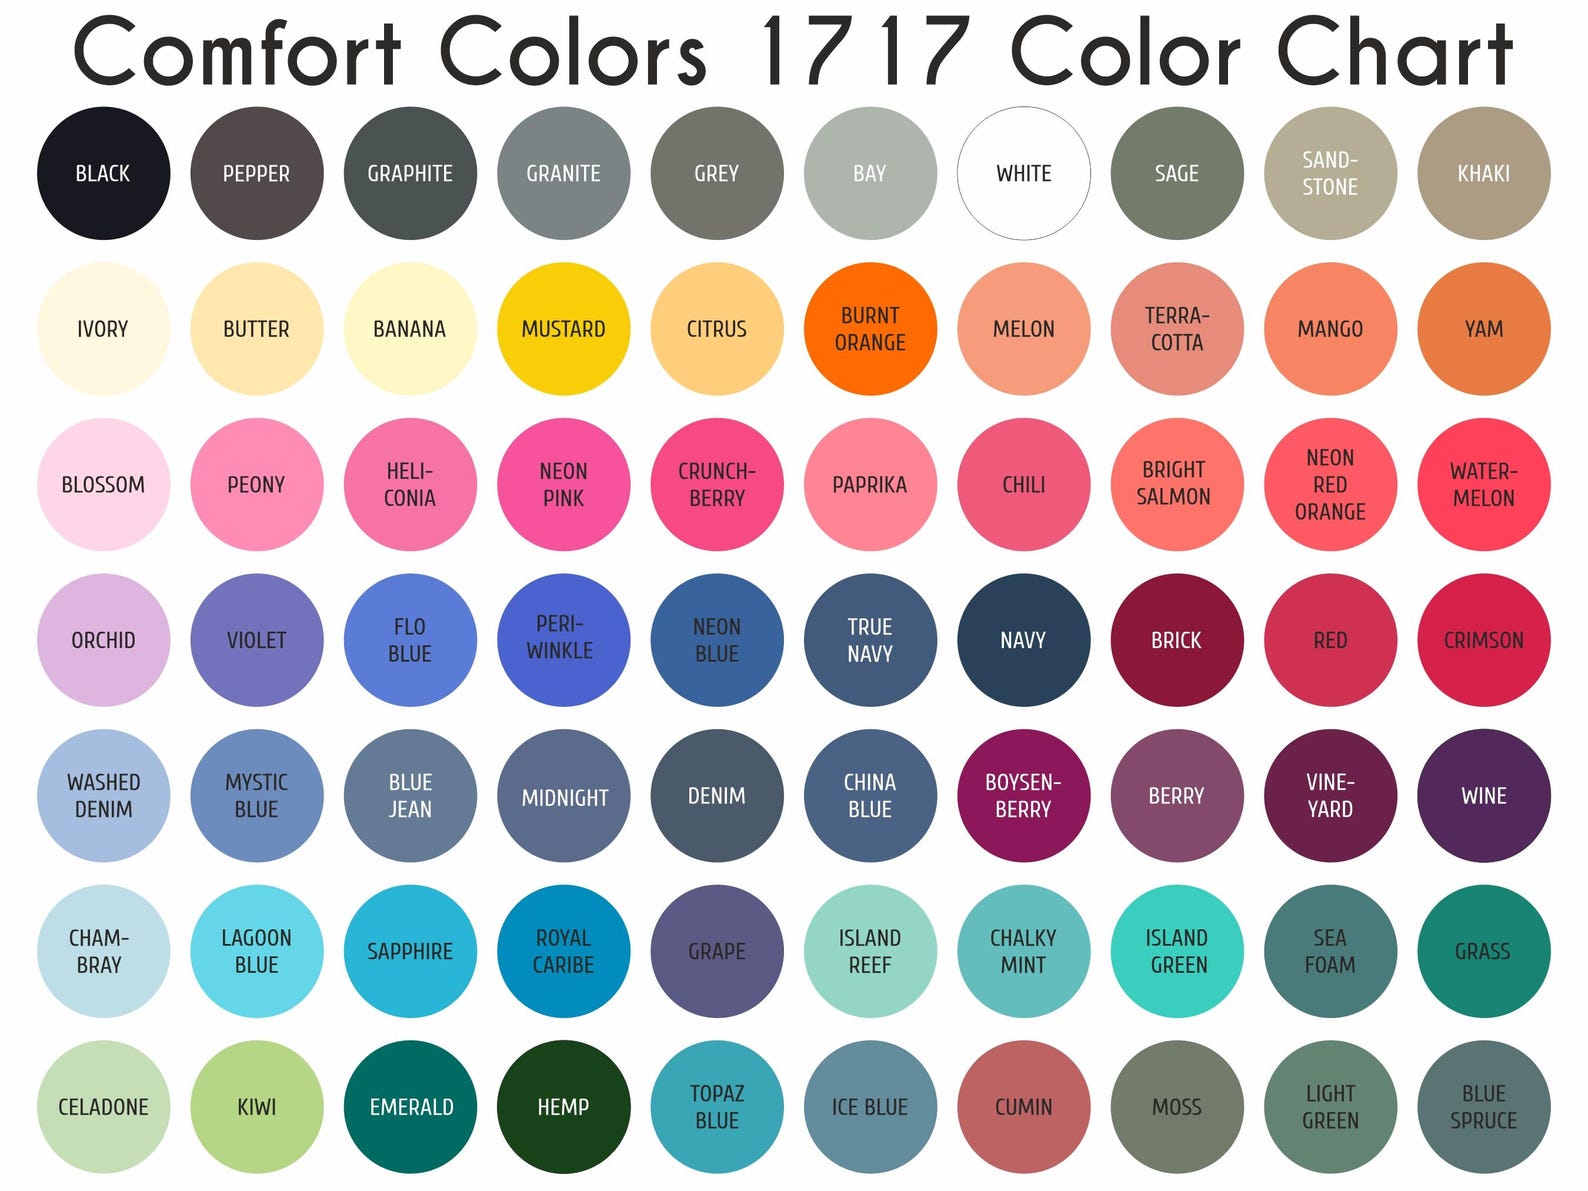 Comfort Colors 1717 Color Chart
BLACK
PEPPER
GRAPHITE
GRANITE
GREY
BAY
WHITE
SAGE
SAND-
STONE
KHAKI
IVORY
BUTTER
BANANA
MUSTARD
CITRUS
BURNT
ORANGE
MELON
TERRA-
COTTA
MANGO
YAM
BLOSSOM
PEONY
HELI-
CONIA
NEON
PINK
CRUNCH-
BERRY
PAPRIKA
CHILI
BRIGHT
SALMON
NEON
RED
ORANGE
WATER-
MELON
ORCHID
VIOLET
FLO
BLUE
PERI-
WINKLE
NEON
BLUE
TRUE
NAVY
NAVY
BRICK
RED
CRIMSON
WASHED
DENIM
MYSTIC
BLUE
BLUE
JEAN
MIDNIGHT
DENIM
CHINA
BLUE
BOYSEN-
BERRY
BERRY
VINE-
YARD
WINE
CHAM-
BRAY
LAGOON
BLUE
SAPPHIRE
ROYAL
CARIBE
GRAPE
ISLAND
REEF
CHALKY
MINT
ISLAND
GREEN
SEA
FOAM
GRASS
CELADONE
KIWI
EMERALD
HEMP
TOPAZ
BLUE
ICE BLUE
CUMIN
MOSS
LIGHT
GREEN
BLUE
SPRUCE